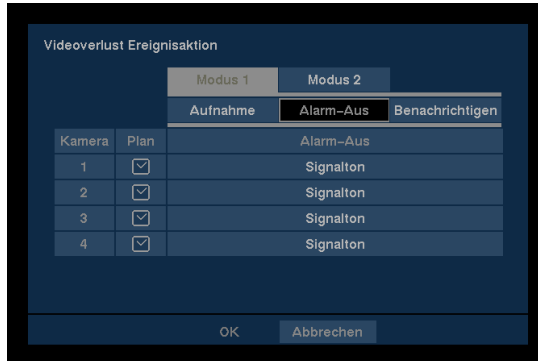 Videoverlust Ereignisaktion
Modus 1 Modus 2
Aufnahme Alarm-Aus Benachrichtigen
Kamera Plan Alarm-Aus
1 Signalton
2 Signalton
3 Signalton
4 Signalton
OK Abbrechen